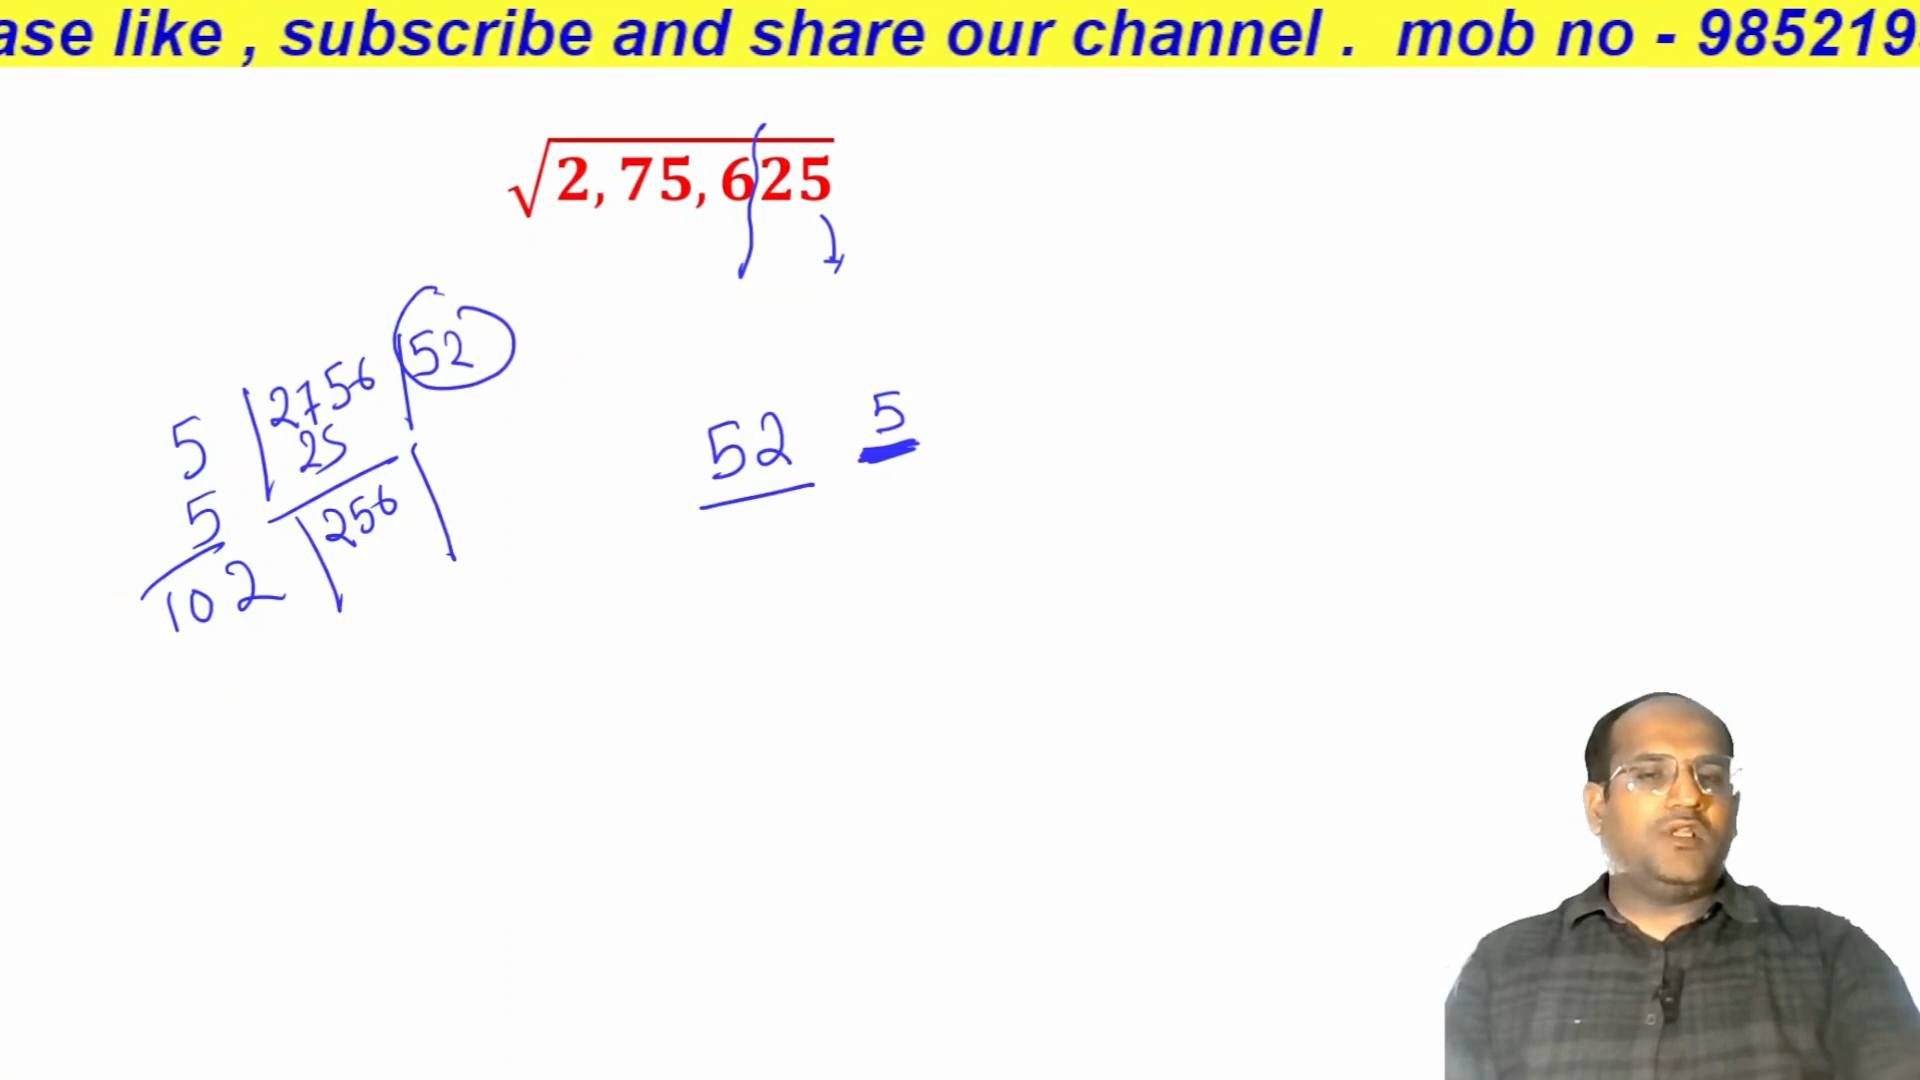 ase like , subscribe and share our channel . mob no - 985219
√2,75,625
5 2756 52
25
5 256
102
52 5